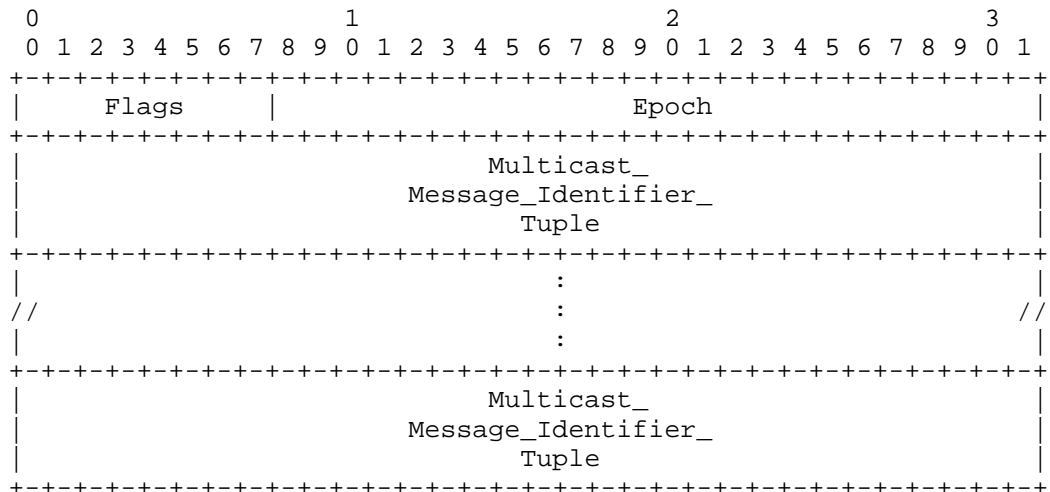 0                   1                   2                   3
 0 1 2 3 4 5 6 7 8 9 0 1 2 3 4 5 6 7 8 9 0 1 2 3 4 5 6 7 8 9 0 1
+-+-+-+-+-+-+-+-+-+-+-+-+-+-+-+-+-+-+-+-+-+-+-+-+-+-+-+-+-+-+-+-+
|     Flags     |                      Epoch                    |
+-+-+-+-+-+-+-+-+-+-+-+-+-+-+-+-+-+-+-+-+-+-+-+-+-+-+-+-+-+-+-+-+
|                             Multicast_                        |
|                        Message_Identifier_                    |
|                               Tuple                           |
+-+-+-+-+-+-+-+-+-+-+-+-+-+-+-+-+-+-+-+-+-+-+-+-+-+-+-+-+-+-+-+-+
|                                 :                             |
//                                :                            //
|                                 :                             |
+-+-+-+-+-+-+-+-+-+-+-+-+-+-+-+-+-+-+-+-+-+-+-+-+-+-+-+-+-+-+-+-+
|                             Multicast_                        |
|                        Message_Identifier_                    |
|                               Tuple                           |
+-+-+-+-+-+-+-+-+-+-+-+-+-+-+-+-+-+-+-+-+-+-+-+-+-+-+-+-+-+-+-+-+